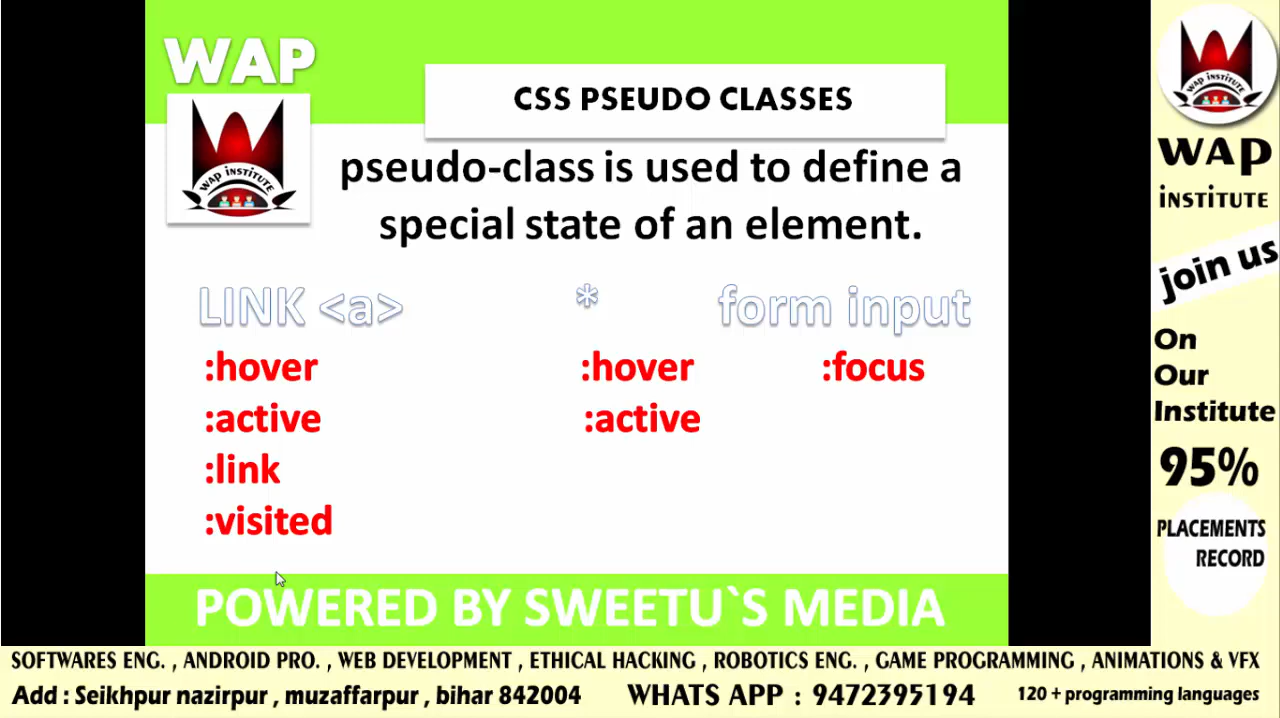 WAP
WAP INSTITUTE
CSS PSEUDO CLASSES
pseudo-class is used to define a
special state of an element.
LINK <a> * form input
:hover :hover :focus
:active :active
:link
:visited
POWERED BY SWEETU`S MEDIA
WAP INSTITUTE
WAP
INSTITUTE
join us
On
Our
Institute
95%
PLACEMENTS
RECORD
SOFTWARES ENG. , ANDROID PRO. , WEB DEVELOPMENT , ETHICAL HACKING , ROBOTICS ENG. , GAME PROGRAMMING , ANIMATIONS & VFX
Add : Seikhpur nazirpur , muzaffarpur , bihar 842004 WHATS APP : 9472395194 120 + programming languages